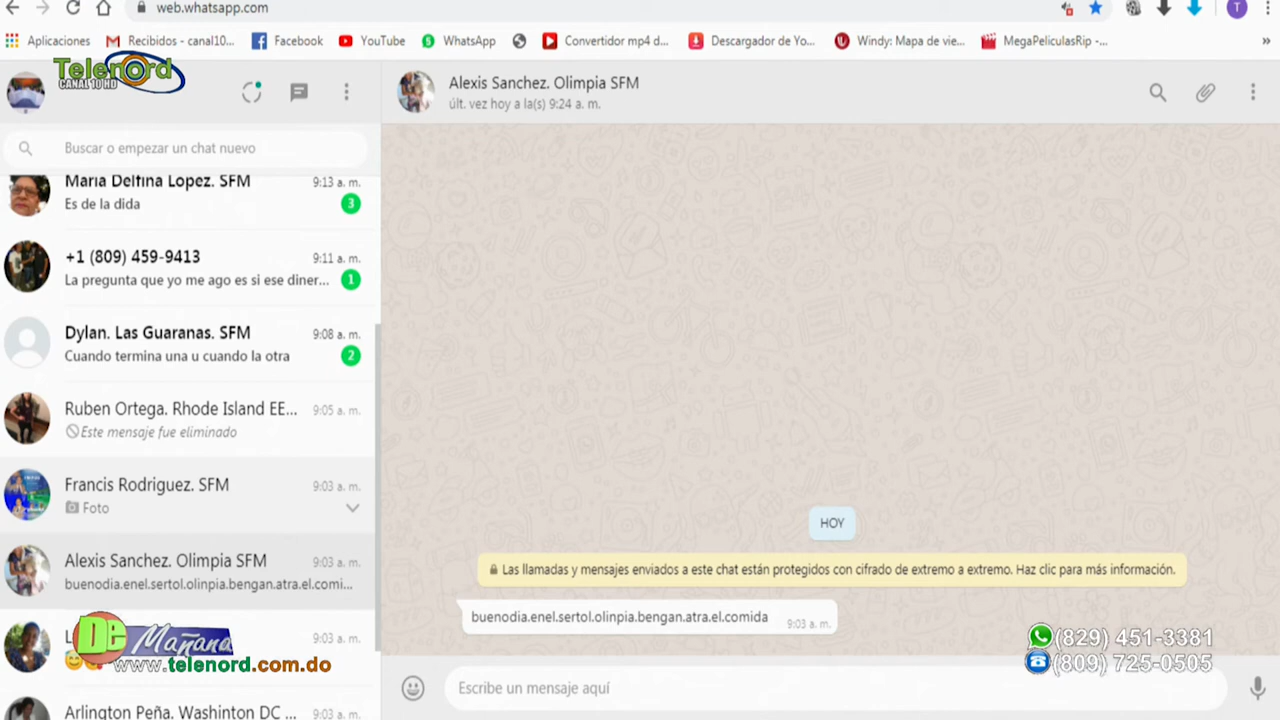 web.whatsapp.com
Aplicaciones
Recibidos - canal10...
Facebook
YouTube
WhatsApp
Convertidor mp4 d...
Descargador de Yo...
Windy: Mapa de vie...
MegaPeliculasRip -...
»
T
Telenord
CANAL 10 HD
Alexis Sanchez. Olimpia SFM
últ. vez hoy a la(s) 9:24 a. m.
Buscar o empezar un chat nuevo
Maria Delfina Lopez. SFM
9:13 a. m.
Es de la dida
3
+1 (809) 459-9413
9:11 a. m.
La pregunta que yo me ago es si ese diner...
1
Dylan. Las Guaranas. SFM
9:08 a. m.
Cuando termina una u cuando la otra
2
Ruben Ortega. Rhode Island EE...
9:05 a. m.
Este mensaje fue eliminado
Francis Rodriguez. SFM
9:03 a. m.
Foto
Alexis Sanchez. Olimpia SFM
9:03 a. m.
buenodia.enel.sertol.olinpia.bengan.atra.el.comi...
9:03 a. m.
De Mañana
www.telenord.com.do
Arlington Peña. Washinton DC ...
9:03 a. m.
HOY
Las llamadas y mensajes enviados a este chat están protegidos con cifrado de extremo a extremo. Haz clic para más información.
buenodia.enel.sertol.olinpia.bengan.atra.el.comida
9:03 a. m.
(829) 451-3381
(809) 725-0505
Escribe un mensaje aquí